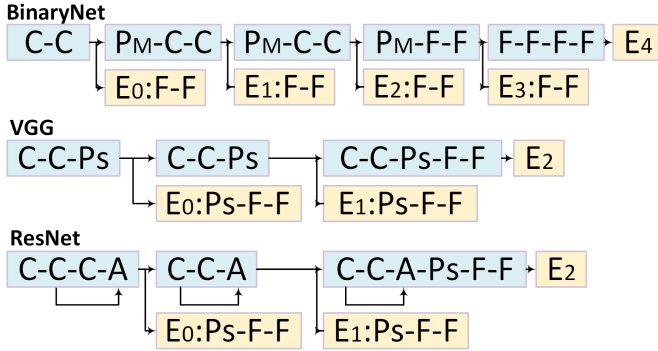 BinaryNet
C-C PM-C-C PM-C-C PM-F-F F-F-F-F E4
E0:F-F E1:F-F E2:F-F E3:F-F
VGG
C-C-Ps C-C-Ps C-C-Ps-F-F E2
E0:Ps-F-F E1:Ps-F-F
ResNet
C-C-C-A C-C-A C-C-A-Ps-F-F E2
E0:Ps-F-F E1:Ps-F-F